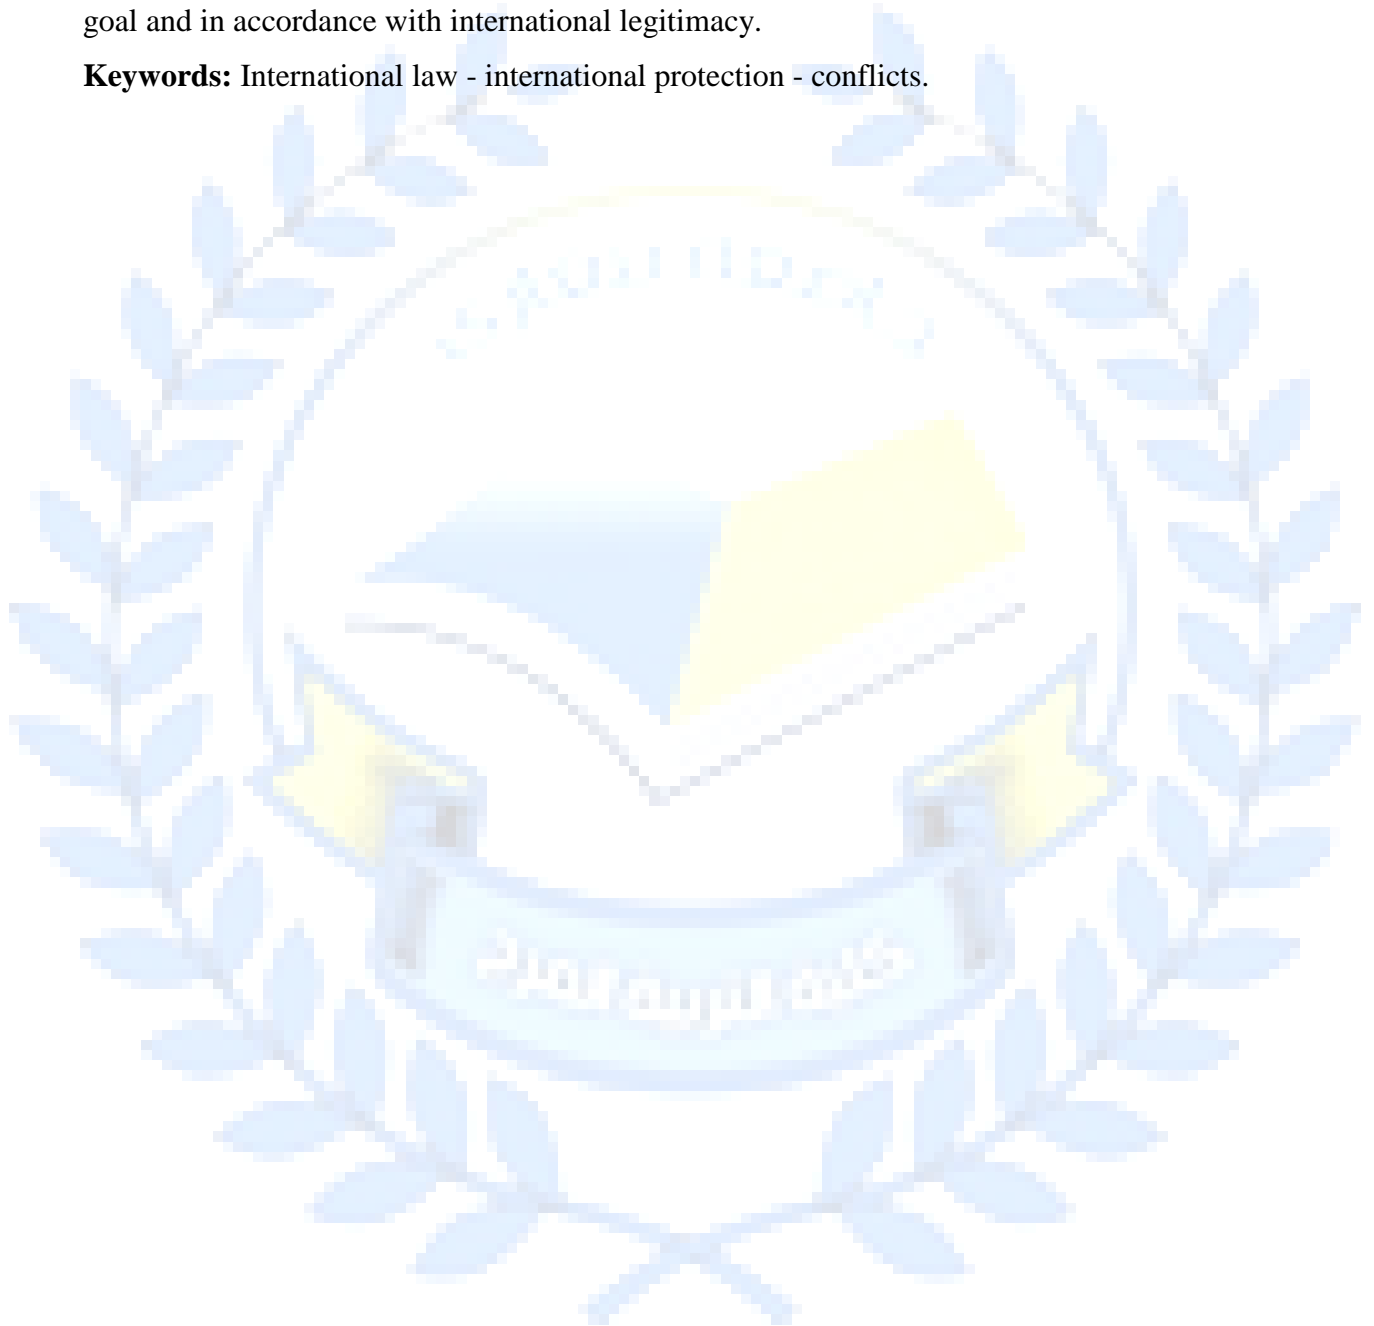 goal and in accordance with international legitimacy.
Keywords: International law - international protection - conflicts.